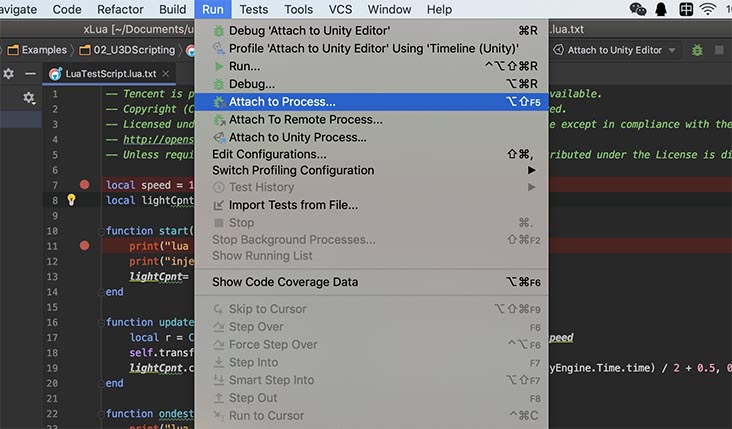 avigate Code Refactor Build Run Tests Tools VCS Window Help
xLua [~/Documents/u
.lua.txt
Examples 02_U3DScripting
Attach to Unity Editor
LuaTestScript.lua.txt
Debug 'Attach to Unity Editor' ⌘R
Profile 'Attach to Unity Editor' Using 'Timeline (Unity)'
Run... ^⌥⇧⌘R
Debug... ⌥⌘R
Attach to Process... ⌥⇧F5
Attach To Remote Process...
Attach to Unity Process...
Edit Configurations... ⇧⌘,
Switch Profiling Configuration
Test History
Import Tests from File...
Stop ⌘.
Stop Background Processes... ⇧⌘F2
Show Running List
Show Code Coverage Data ⌥⌘F6
Skip to Cursor ⌥⇧⌘F9
Step Over F6
Force Step Over ^⌥F6
Step Into F7
Smart Step Into ⌥⇧F7
Step Out F8
Run to Cursor ^⌘C
1 -- Tencent is p vailable.
2 -- Copyright (C ved.
3 -- Licensed und e except in compliance with the
4 -- http://opens
5 -- Unless requi tributed under the License is di
6
7 local speed = 1
8 local lightCpnt
9
10 function start(
11 print("lua
12 print("inje
13 lightCpnt=
14 end
15
16 function update
17 local r = C peed
18 self.transf
19 lightCpnt.c yEngine.Time.time) / 2 + 0.5, 0
20 end
21
22 function ondest
23 print("lua